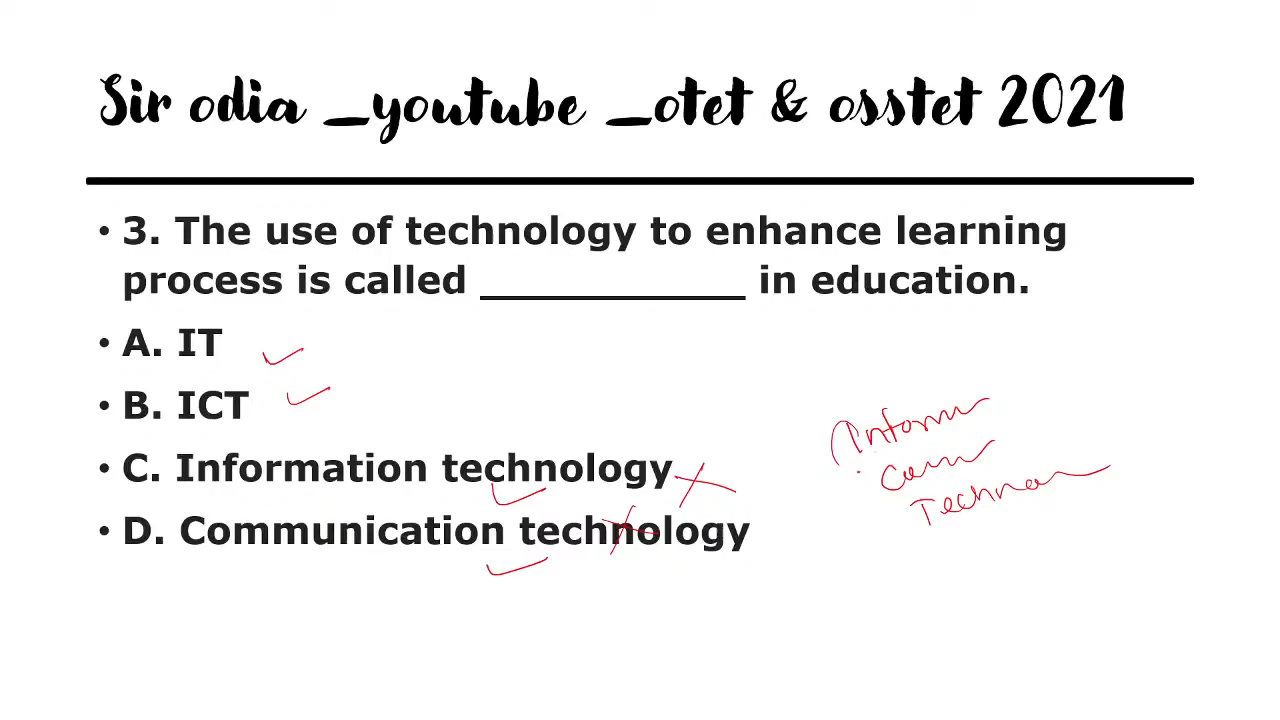 Sir odia _youtube _otet & osstet 2021
• 3. The use of technology to enhance learning
process is called ____________ in education.
• A. IT
• B. ICT
• C. Information technology
• D. Communication technology